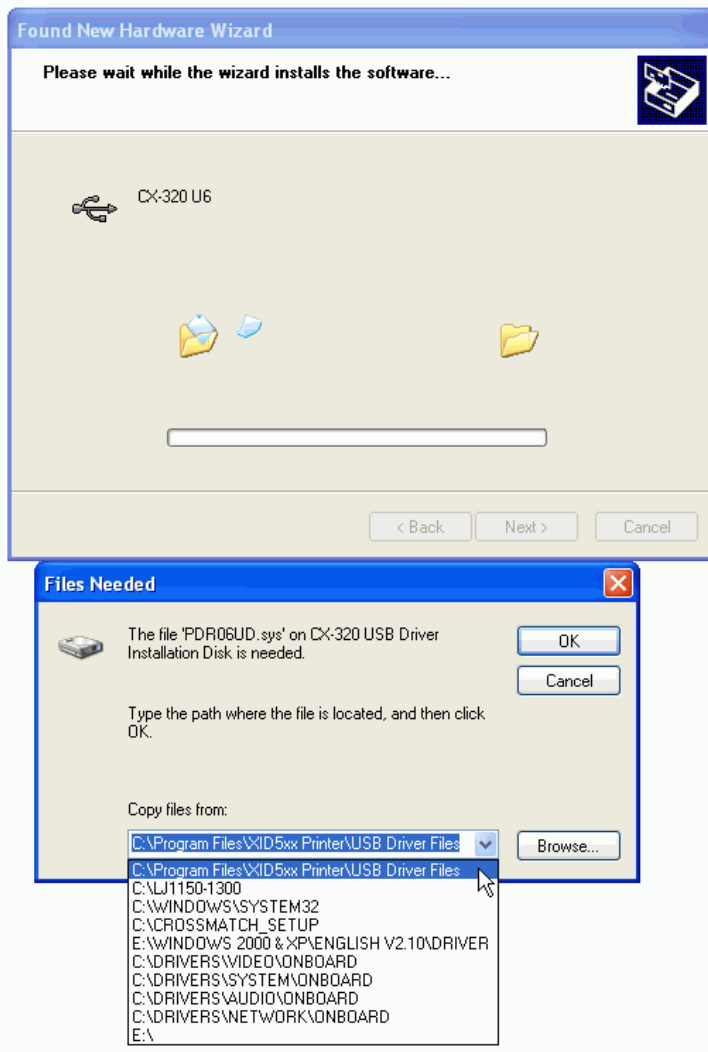 Found New Hardware Wizard
Please wait while the wizard installs the software...
CX-320 U6
< Back
Next >
Cancel
Files Needed
The file 'PDR06UD.sys' on CX-320 USB Driver
Installation Disk is needed.
OK
Cancel
Type the path where the file is located, and then click
OK.
Copy files from:
C:\Program Files\XID5xx Printer\USB Driver Files
Browse...
C:\Program Files\XID5xx Printer\USB Driver Files
C:\LJ1150-1300
C:\WINDOWS\SYSTEM32
C:\CROSSMATCH_SETUP
E:\WINDOWS 2000 & XP\ENGLISH V2.10\DRIVER
C:\DRIVERS\VIDEO\ONBOARD
C:\DRIVERS\SYSTEM\ONBOARD
C:\DRIVERS\AUDIO\ONBOARD
C:\DRIVERS\NETWORK\ONBOARD
E:\